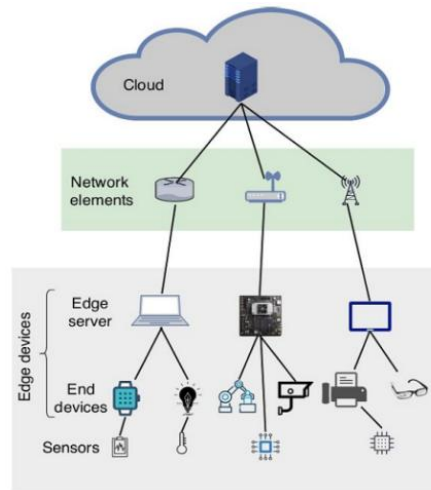 Cloud
Network
elements
Edge devices
Edge
server
End
devices
Sensors